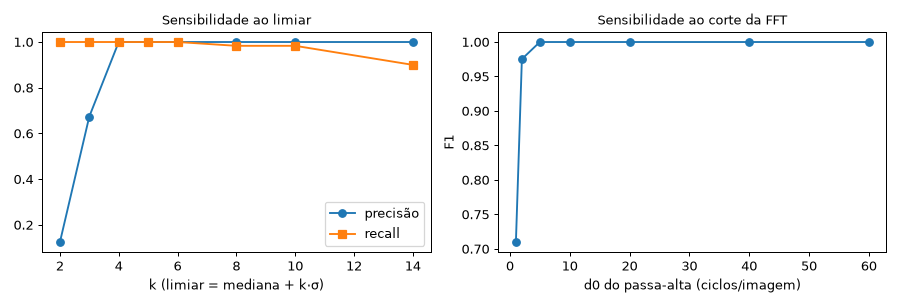 Sensibilidade ao limiar
1.0
0.8
0.6
0.4
0.2
2 4 6 8 10 12 14
k (limiar = mediana + k·σ)
precisão
recall
Sensibilidade ao corte da FFT
F1
1.00
0.95
0.90
0.85
0.80
0.75
0.70
0 10 20 30 40 50 60
d0 do passa-alta (ciclos/imagem)